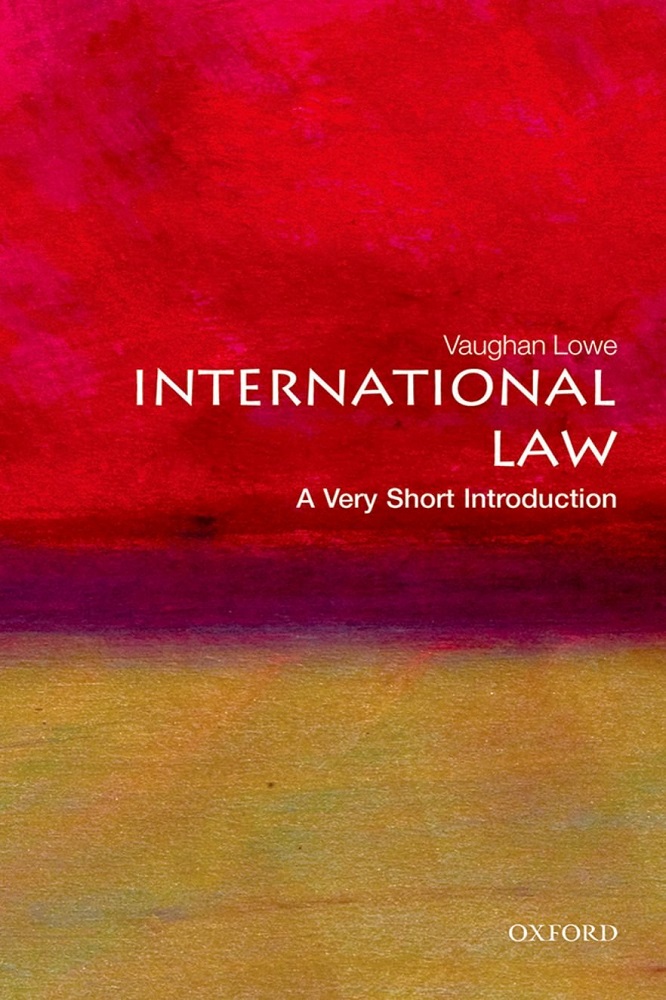 Vaughan Lowe
INTERNATIONAL
LAW
A Very Short Introduction
OXFORD